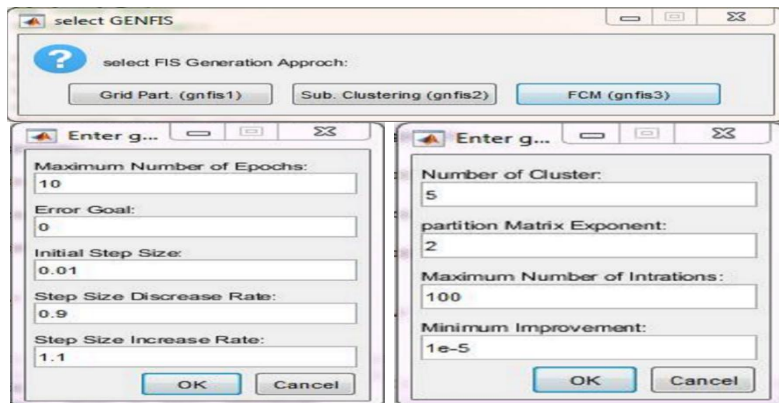 select GENFIS
select FIS Generation Approch:
Grid Part. (gnfis1) Sub. Clustering (gnfis2) FCM (gnfis3)
Enter g...
Maximum Number of Epochs:
10
Error Goal:
0
Initial Step Size:
0.01
Step Size Discrease Rate:
0.9
Step Size Increase Rate:
1.1
OK Cancel
Enter g...
Number of Cluster:
5
partition Matrix Exponent:
2
Maximum Number of Intrations:
100
Minimum Improvement:
1e-5
OK Cancel